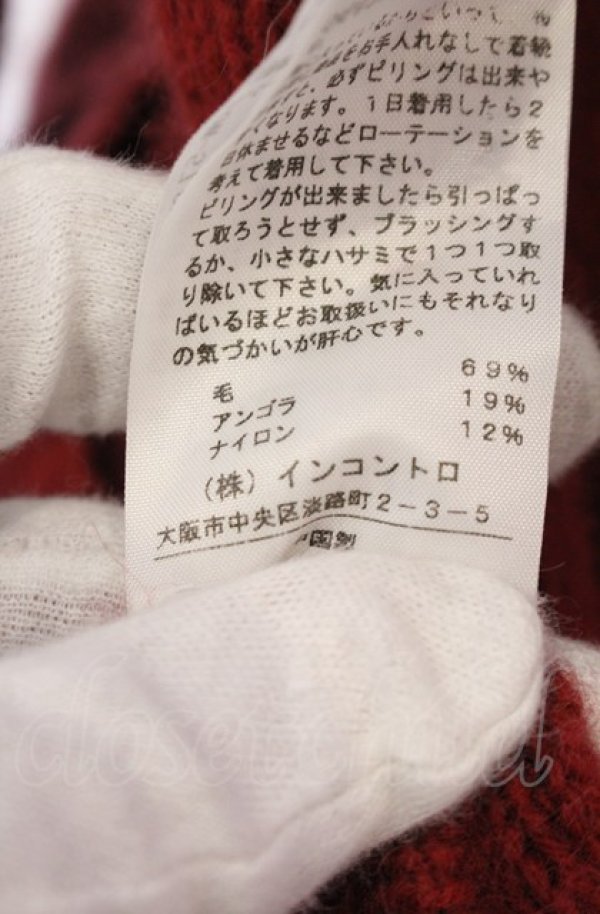 をお手入れなしで着続
と、必ずピリングは出来や
くなります。1日着用したら2
日休ませるなどローテーションを
考えて着用して下さい。
ピリングが出来ましたら引っぱっ
て取ろうとせず、ブラッシングす
るか、小さなハサミで1つ1つ取
り除いて下さい。気に入っていれ
ばいるほどお取扱いにもそれなり
の気づかいが肝心です。
毛 69%
アンゴラ 19%
ナイロン 12%
(株)インコントロ
大阪市中央区淡路町2-3-5
中国製
closet child